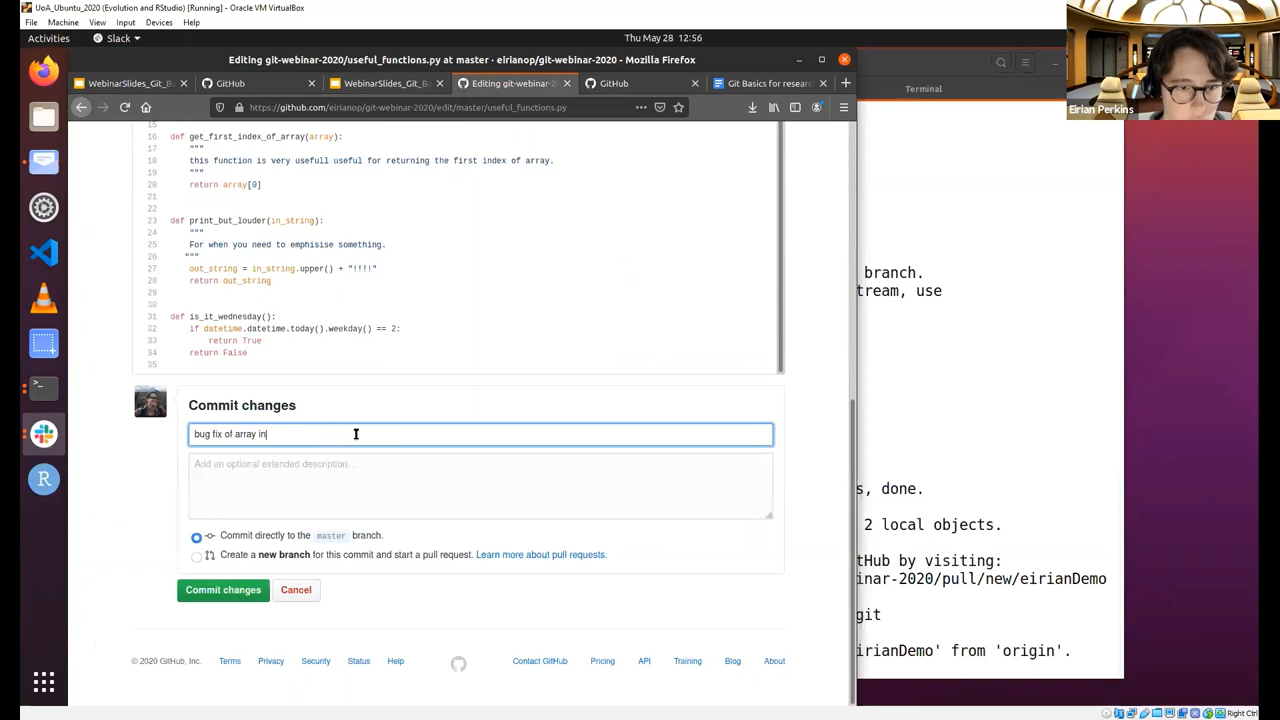 UoA_Ubuntu_2020 (Evolution and RStudio) [Running] - Oracle VM VirtualBox
File Machine View Input Devices Help
Activities Slack Thu May 28 12:56
Editing git-webinar-2020/useful_functions.py at master · eirianop/git-webinar-2020 - Mozilla Firefox
WebinarSlides_Git_B GitHub WebinarSlides_Git_B Editing git-webinar-202 GitHub Git Basics for researc
https://github.com/eirianop/git-webinar-2020/edit/master/useful_functions.py
Terminal
Eirian Perkins
15
16 def get_first_index_of_array(array):
17 """
18 this function is very usefull useful for returning the first index of array.
19 """
20 return array[0]
21
22
23 def print_but_louder(in_string):
24 """
25 For when you need to emphisise something.
26 """
27 out_string = in_string.upper() + "!!!!"
28 return out_string
29
30
31 def is_it_wednesday():
32 if datetime.datetime.today().weekday() == 2:
33 return True
34 return False
35
Commit changes
bug fix of array in
Add an optional extended description...
Commit directly to the master branch.
Create a new branch for this commit and start a pull request. Learn more about pull requests.
Commit changes Cancel
© 2020 GitHub, Inc. Terms Privacy Security Status Help Contact GitHub Pricing API Training Blog About
branch.
tream, use
s, done.
2 local objects.
tHub by visiting:
inar-2020/pull/new/eirianDemo
git
irianDemo' from 'origin'.
R
Right Ctrl